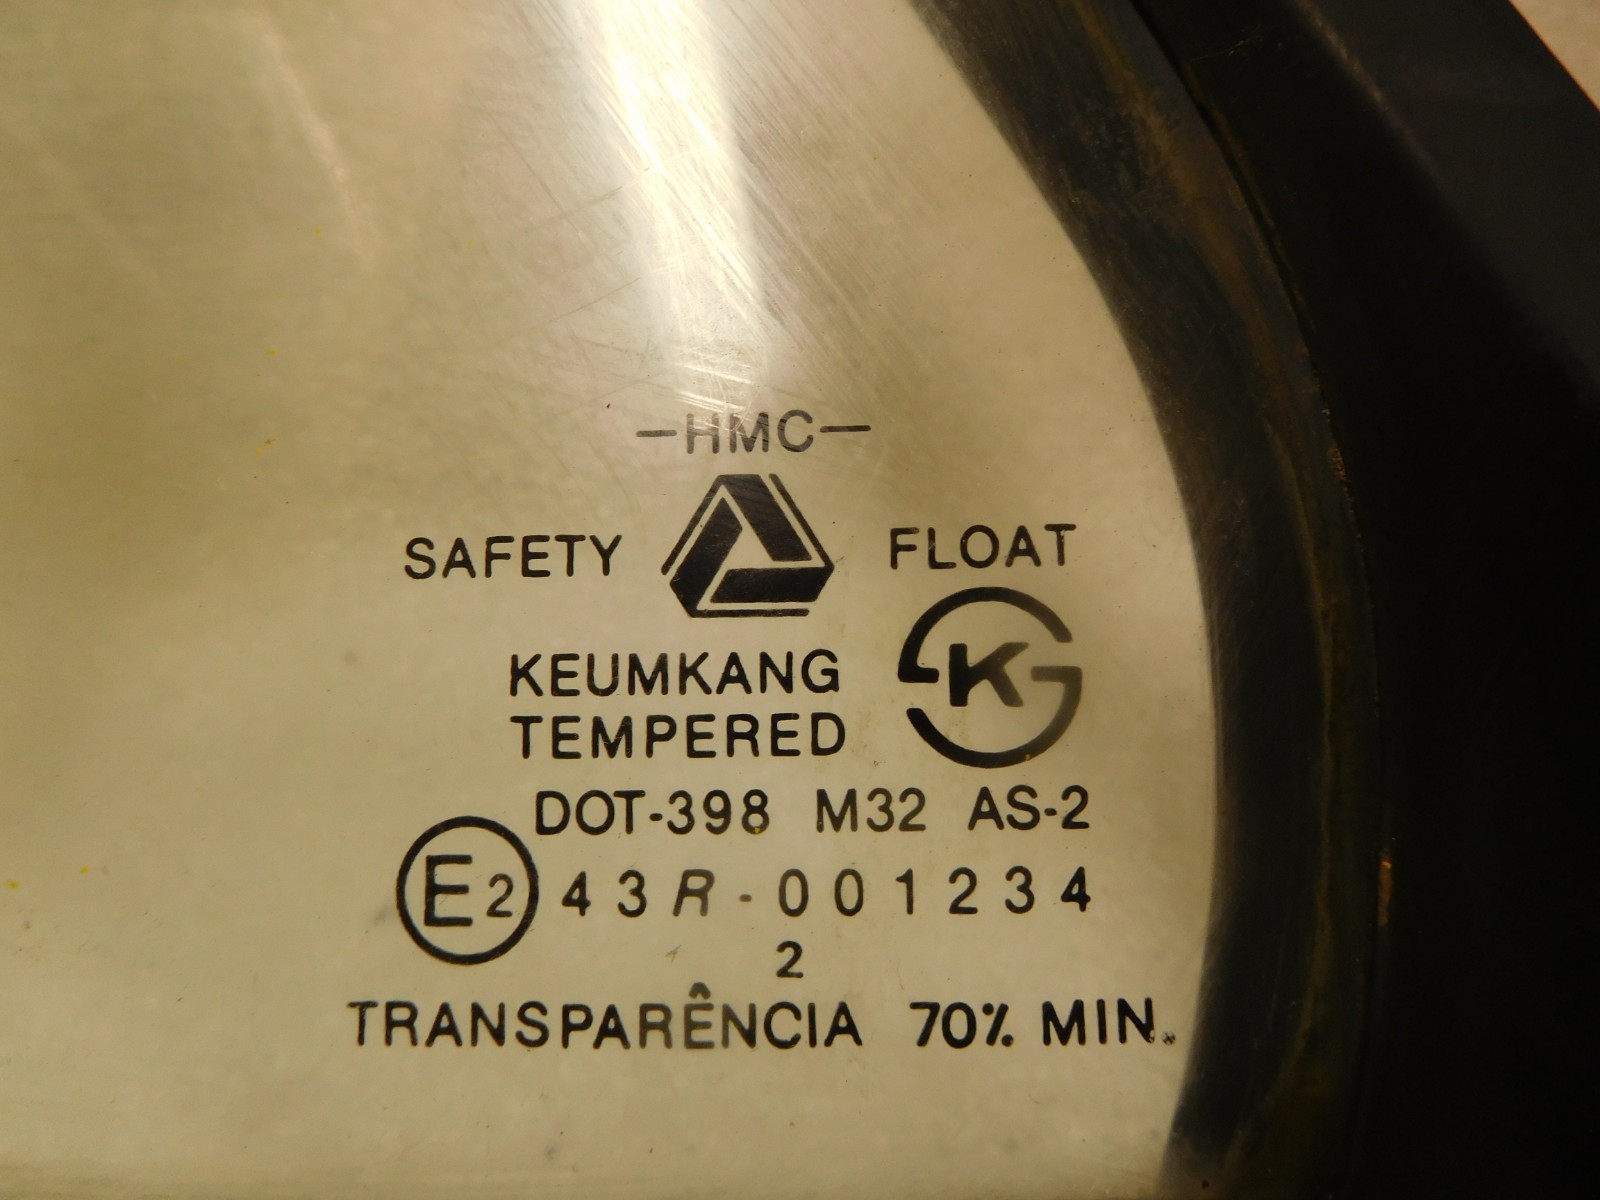 -HMC-
SAFETY FLOAT
KEUMKANG K
TEMPERED
DOT-398 M32 AS-2
E2 43R-001234
2
TRANSPARÊNCIA 70% MIN.